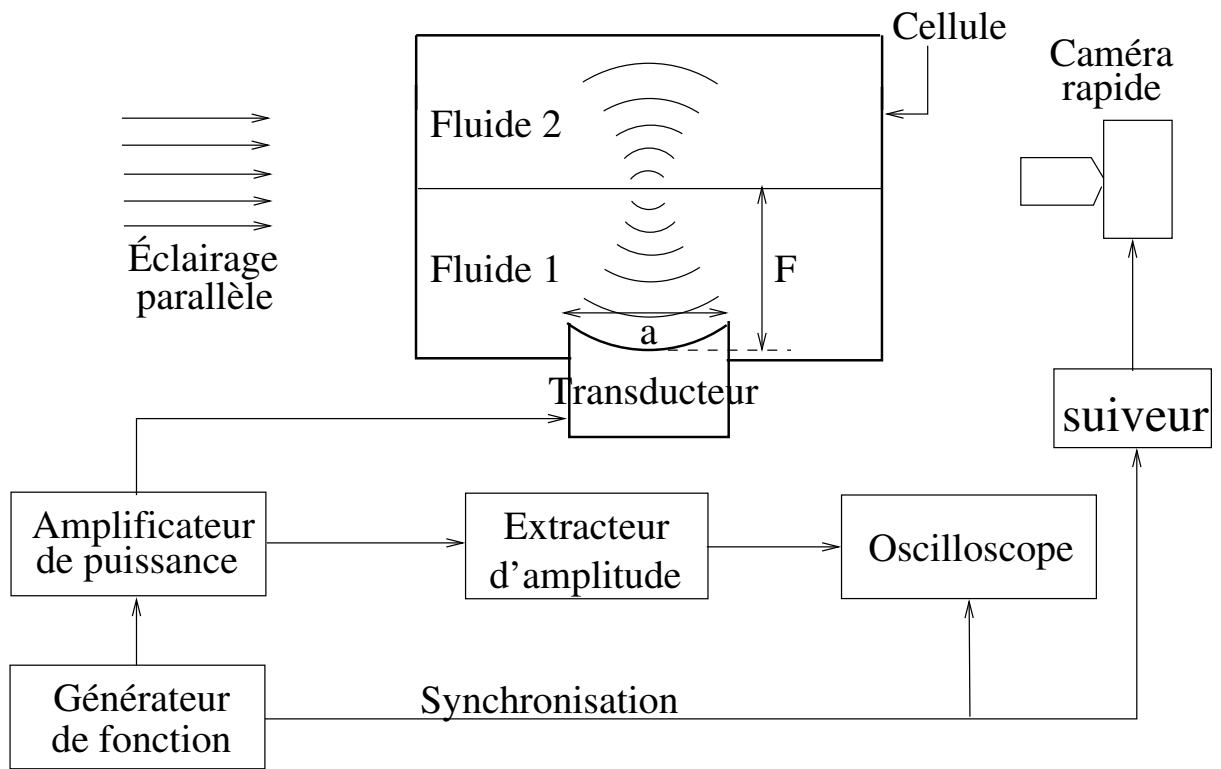 Cellule
Caméra
rapide
Fluide 2
Éclairage
parallèle
Fluide 1
F
a
Transducteur
suiveur
Amplificateur
de puissance
Extracteur
d'amplitude
Oscilloscope
Générateur
de fonction
Synchronisation